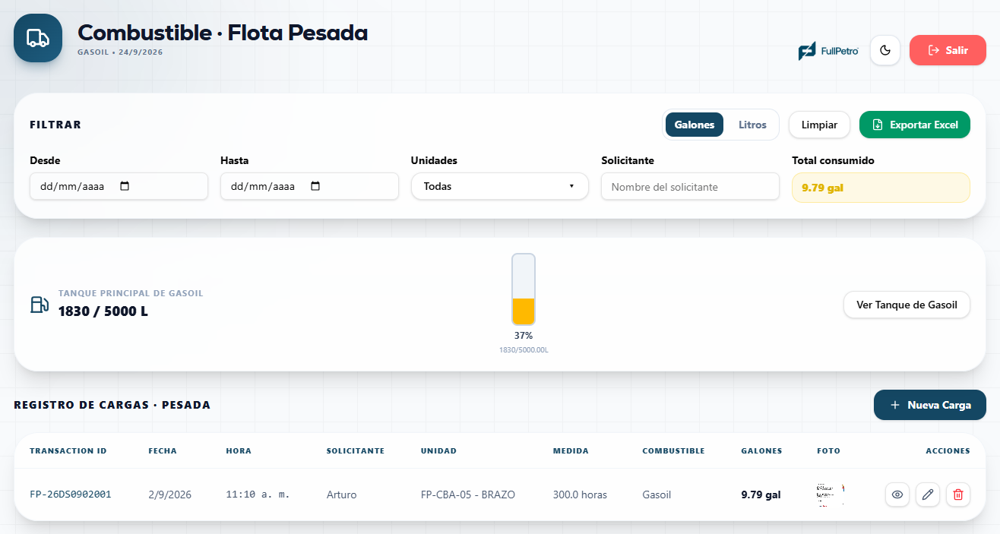 Combustible · Flota Pesada
GASOIL • 24/9/2026
FullPetro
Salir
FILTRAR
Galones
Litros
Limpiar
Exportar Excel
Desde
Hasta
Unidades
Solicitante
Total consumido
dd/mm/aaaa
dd/mm/aaaa
Todas
Nombre del solicitante
9.79 gal
TANQUE PRINCIPAL DE GASOIL
1830 / 5000 L
37%
1830/5000.00L
Ver Tanque de Gasoil
REGISTRO DE CARGAS · PESADA
Nueva Carga
TRANSACTION ID FECHA HORA SOLICITANTE UNIDAD MEDIDA COMBUSTIBLE GALONES FOTO ACCIONES
FP-26DS0902001 2/9/2026 11:10 a. m. Arturo FP-CBA-05 - BRAZO 300.0 horas Gasoil 9.79 gal